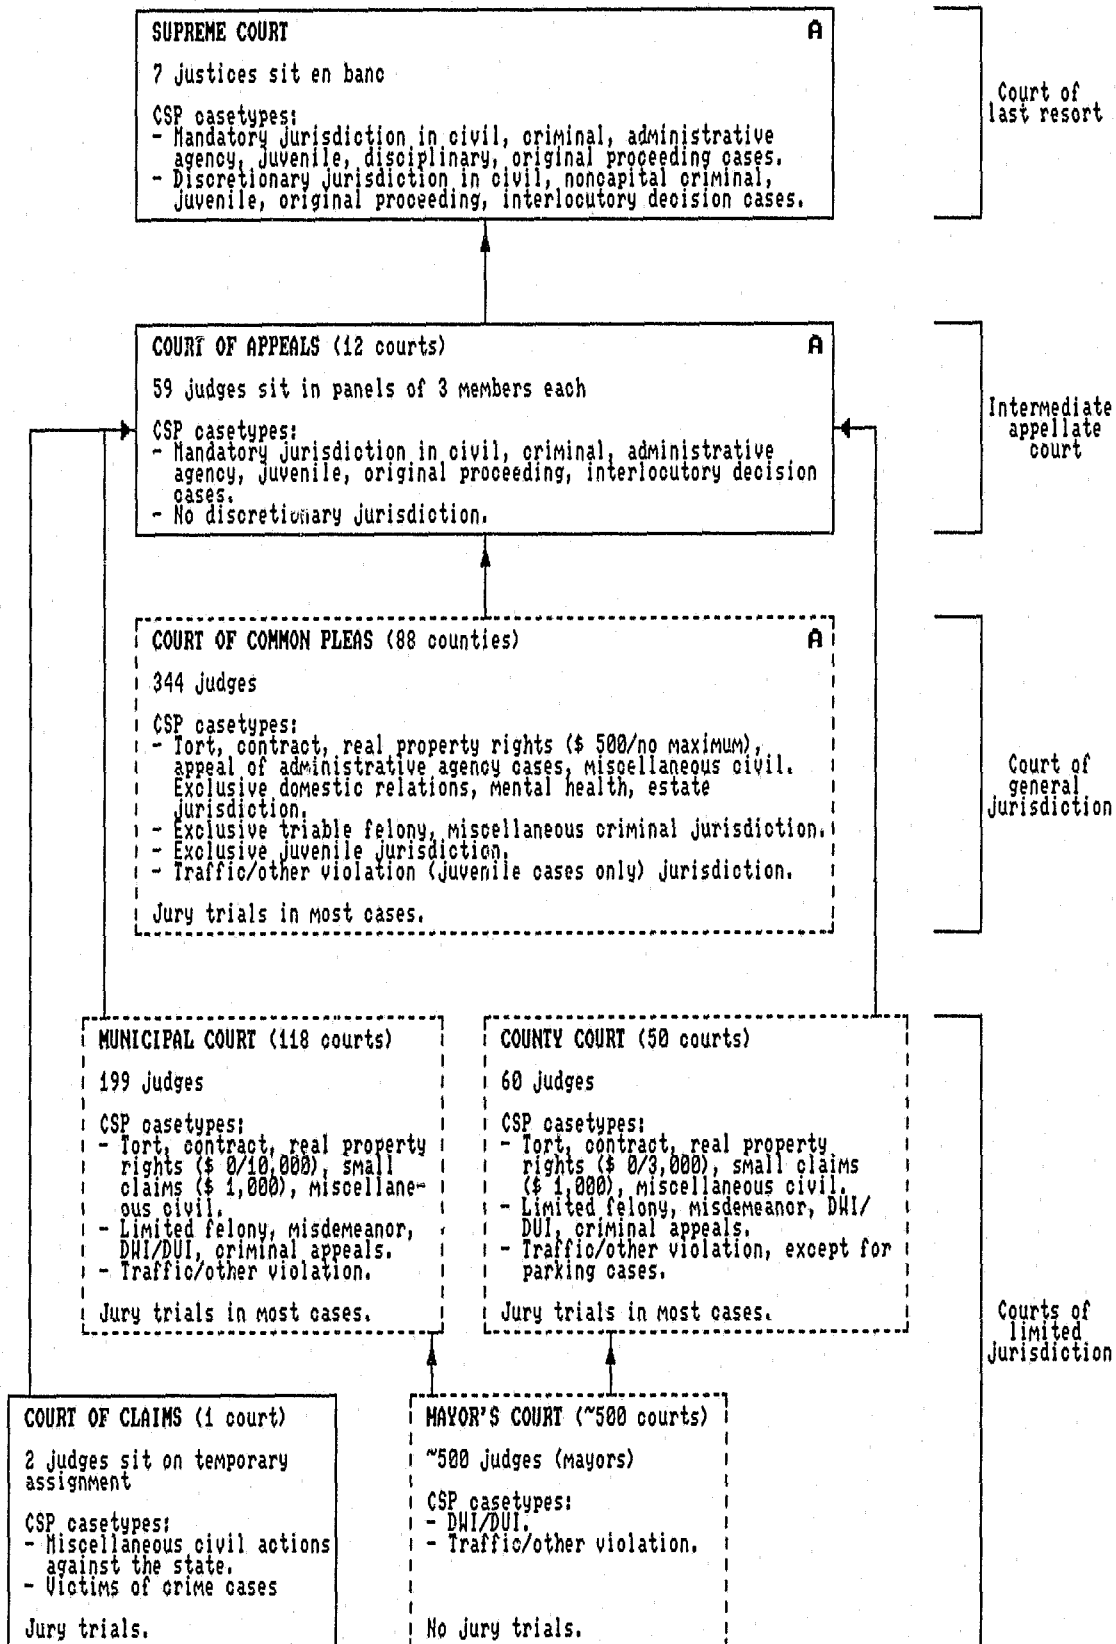 SUPREME COURT A
7 justices sit en banc
CSP casetypes:
- Mandatory jurisdiction in civil, criminal, administrative
agency, juvenile, disciplinary, original proceeding cases.
- Discretionary jurisdiction in civil, noncapital criminal,
juvenile, original proceeding, interlocutory decision cases.
Court of
last resort
COURT OF APPEALS (12 courts) A
59 judges sit in panels of 3 members each
CSP casetypes:
- Mandatory jurisdiction in civil, criminal, administrative
agency, juvenile, original proceeding, interlocutory decision
cases.
- No discretionary jurisdiction.
Intermediate
appellate
court
COURT OF COMMON PLEAS (88 counties) A
344 judges
CSP casetypes:
- Tort, contract, real property rights ($ 500/no maximum),
appeal of administrative agency cases, miscellaneous civil.
Exclusive domestic relations, mental health, estate
jurisdiction.
- Exclusive triable felony, miscellaneous criminal jurisdiction.
- Exclusive juvenile jurisdiction.
- Traffic/other violation (juvenile cases only) jurisdiction.
Jury trials in most cases.
Court of
general
jurisdiction
MUNICIPAL COURT (118 courts)
199 judges
CSP casetypes:
- Tort, contract, real property
rights ($ 0/10,000), small
claims ($ 1,000), miscellane-
ous civil.
- Limited felony, misdemeanor,
DWI/DUI, criminal appeals.
- Traffic/other violation.
Jury trials in most cases.
COUNTY COURT (50 courts)
60 judges
CSP casetypes:
- Tort, contract, real property
rights ($ 0/3,000), small claims
($ 1,000), miscellaneous civil.
- Limited felony, misdemeanor, DWI/
DUI, criminal appeals.
- Traffic/other violation, except for
parking cases.
Jury trials in most cases.
Courts of
limited
jurisdiction
COURT OF CLAIMS (1 court)
2 judges sit on temporary
assignment
CSP casetypes:
- Miscellaneous civil actions
against the state.
- Victims of crime cases
Jury trials.
MAYOR'S COURT (~500 courts)
~500 judges (mayors)
CSP casetypes:
- DWI/DUI.
- Traffic/other violation.
No jury trials.